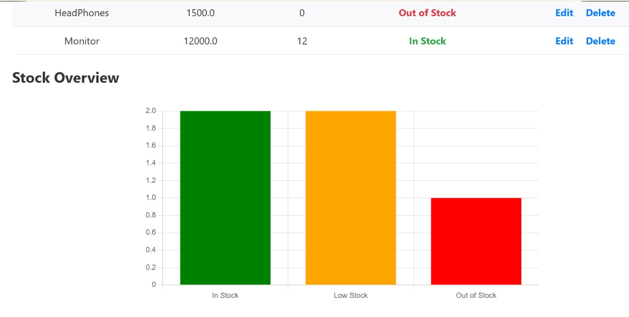 HeadPhones 1500.0 0 Out of Stock Edit Delete
Monitor 12000.0 12 In Stock Edit Delete
Stock Overview
2.0
1.8
1.6
1.4
1.2
1.0
0.8
0.6
0.4
0.2
0
In Stock Low Stock Out of Stock